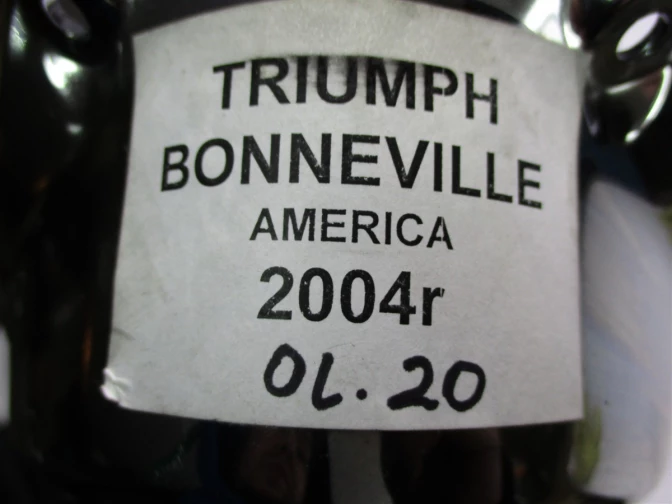 TRIUMPH
BONNEVILLE
AMERICA
2004r
OL.20